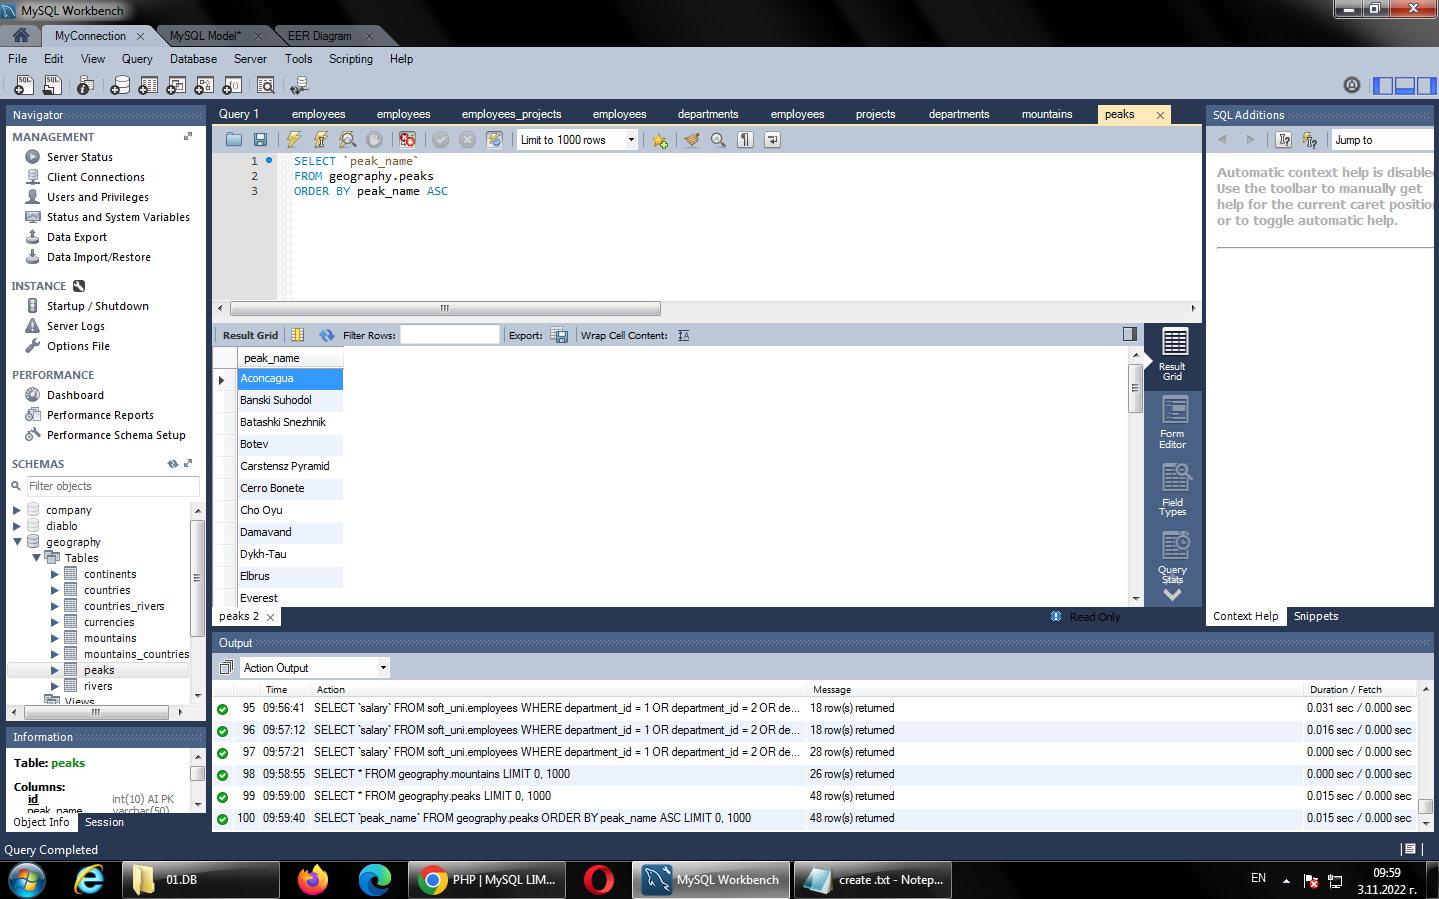 MySQL Workbench
MyConnection
MySQL Model*
EER Diagram
File Edit View Query Database Server Tools Scripting Help
Navigator
MANAGEMENT
Server Status
Client Connections
Users and Privileges
Status and System Variables
Data Export
Data Import/Restore
INSTANCE
Startup / Shutdown
Server Logs
Options File
PERFORMANCE
Dashboard
Performance Reports
Performance Schema Setup
SCHEMAS
Filter objects
company
diablo
geography
Tables
continents
countries
countries_rivers
currencies
mountains
mountains_countries
peaks
rivers
Views
Information
Table: peaks
Columns:
id int(10) AI PK
peak_name varchar(50)
Object Info Session
Query 1 employees employees employees_projects employees departments employees projects departments mountains peaks
Limit to 1000 rows
1 SELECT `peak_name`
2 FROM geography.peaks
3 ORDER BY peak_name ASC
Result Grid Filter Rows: Export: Wrap Cell Content:
peak_name
Aconcagua
Banski Suhodol
Batashki Snezhnik
Botev
Carstensz Pyramid
Cerro Bonete
Cho Oyu
Damavand
Dykh-Tau
Elbrus
Everest
Result
Grid
Form
Editor
Field
Types
Query
Stats
peaks 2
Read Only
SQL Additions
Jump to
Automatic context help is disabled
Use the toolbar to manually get
help for the current caret position
or to toggle automatic help.
Context Help Snippets
Output
Action Output
Time Action Message Duration / Fetch
95 09:56:41 SELECT `salary` FROM soft_uni.employees WHERE department_id = 1 OR department_id = 2 OR de... 18 row(s) returned 0.031 sec / 0.000 sec
96 09:57:12 SELECT `salary` FROM soft_uni.employees WHERE department_id = 1 OR department_id = 2 OR de... 18 row(s) returned 0.016 sec / 0.000 sec
97 09:57:21 SELECT `salary` FROM soft_uni.employees WHERE department_id = 1 OR department_id = 2 OR de... 28 row(s) returned 0.000 sec / 0.000 sec
98 09:58:55 SELECT * FROM geography.mountains LIMIT 0, 1000 26 row(s) returned 0.000 sec / 0.000 sec
99 09:59:00 SELECT * FROM geography.peaks LIMIT 0, 1000 48 row(s) returned 0.015 sec / 0.000 sec
100 09:59:40 SELECT `peak_name` FROM geography.peaks ORDER BY peak_name ASC LIMIT 0, 1000 48 row(s) returned 0.015 sec / 0.000 sec
Query Completed
01.DB
PHP | MySQL LIM...
MySQL Workbench
create .txt - Notep...
EN
09:59
3.11.2022 г.